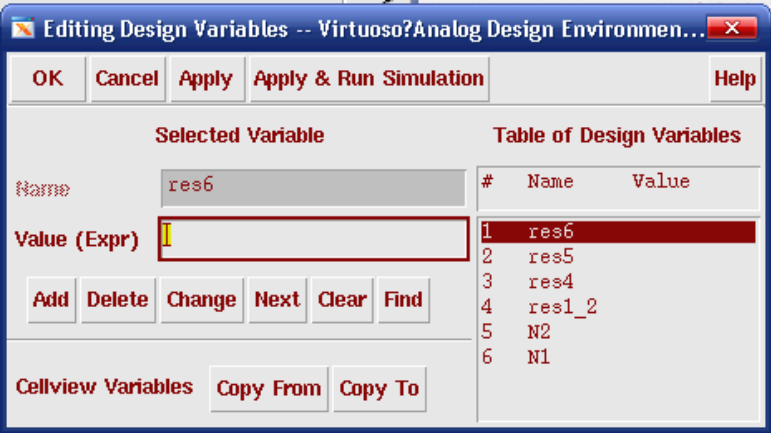 Editing Design Variables -- Virtuoso?Analog Design Environmen...
OK Cancel Apply Apply & Run Simulation Help
Selected Variable
Name res6
Value (Expr)
Add Delete Change Next Clear Find
Cellview Variables Copy From Copy To
Table of Design Variables
# Name Value
1 res6
2 res5
3 res4
4 res1_2
5 N2
6 N1